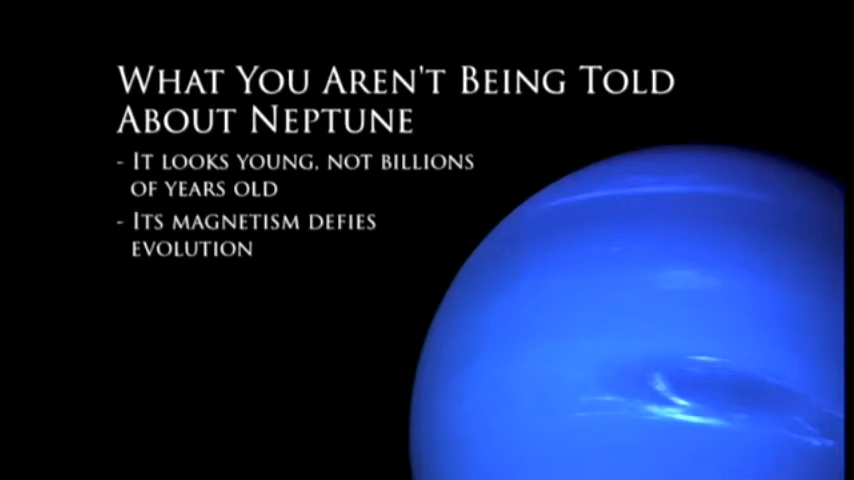 What You Aren't Being Told
About Neptune
- It looks young, not billions
of years old
- Its magnetism defies
evolution